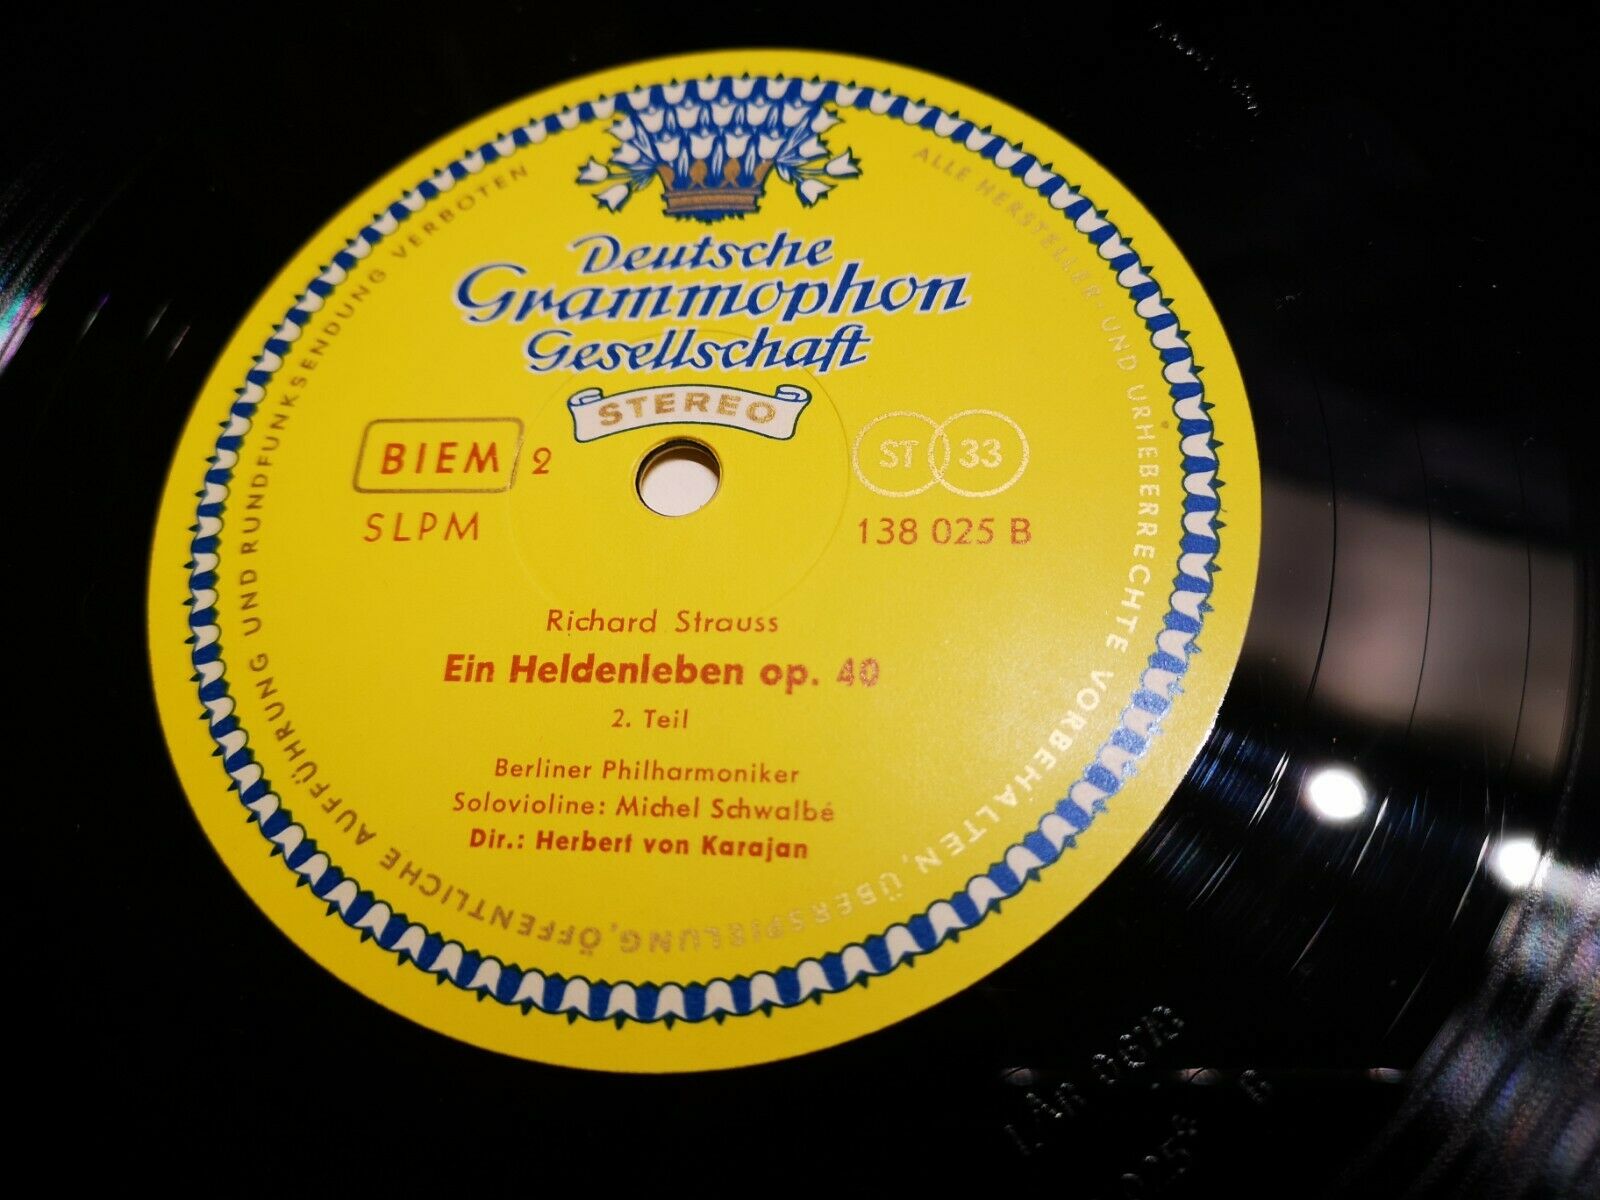 Deutsche
Grammophon
Gesellschaft
STEREO
BIEM 2
ST 33
SLPM
138 025 B
Richard Strauss
Ein Heldenleben op. 40
2. Teil
Berliner Philharmoniker
Solovioline: Michel Schwalbé
Dir.: Herbert von Karajan
ALLE HERSTELLER- UND URHEBERRECHTE VORBEHALTEN, ÜBERSPIELUNG, ÖFFENTLICHE AUFFÜHRUNG UND RUNDFUNKSENDUNG VERBOTEN